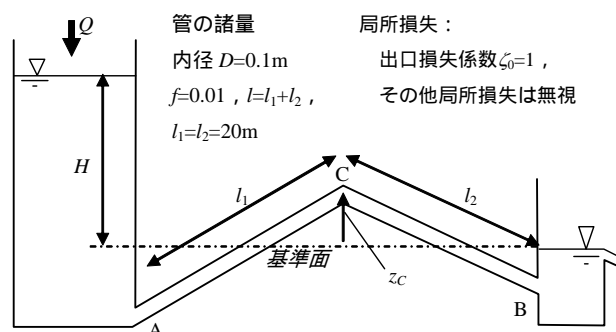 Q
管の諸量
内径 D=0.1m
f=0.01 , l=l₁+l₂ ,
l₁=l₂=20m
局所損失：
出口損失係数ζ₀=1 ,
その他局所損失は無視
H
l₁
C
l₂
基準面
z_C
A
B